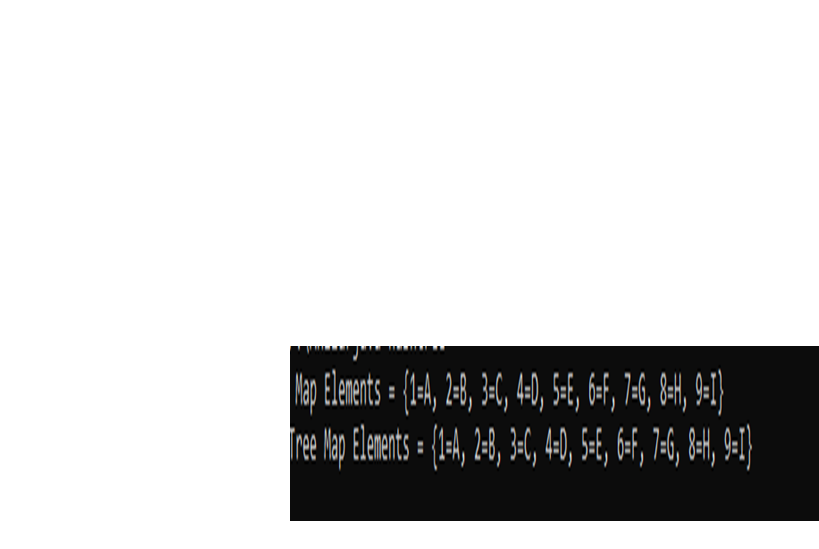 Map Elements = {1=A, 2=B, 3=C, 4=D, 5=E, 6=F, 7=G, 8=H, 9=I}
Tree Map Elements = {1=A, 2=B, 3=C, 4=D, 5=E, 6=F, 7=G, 8=H, 9=I}